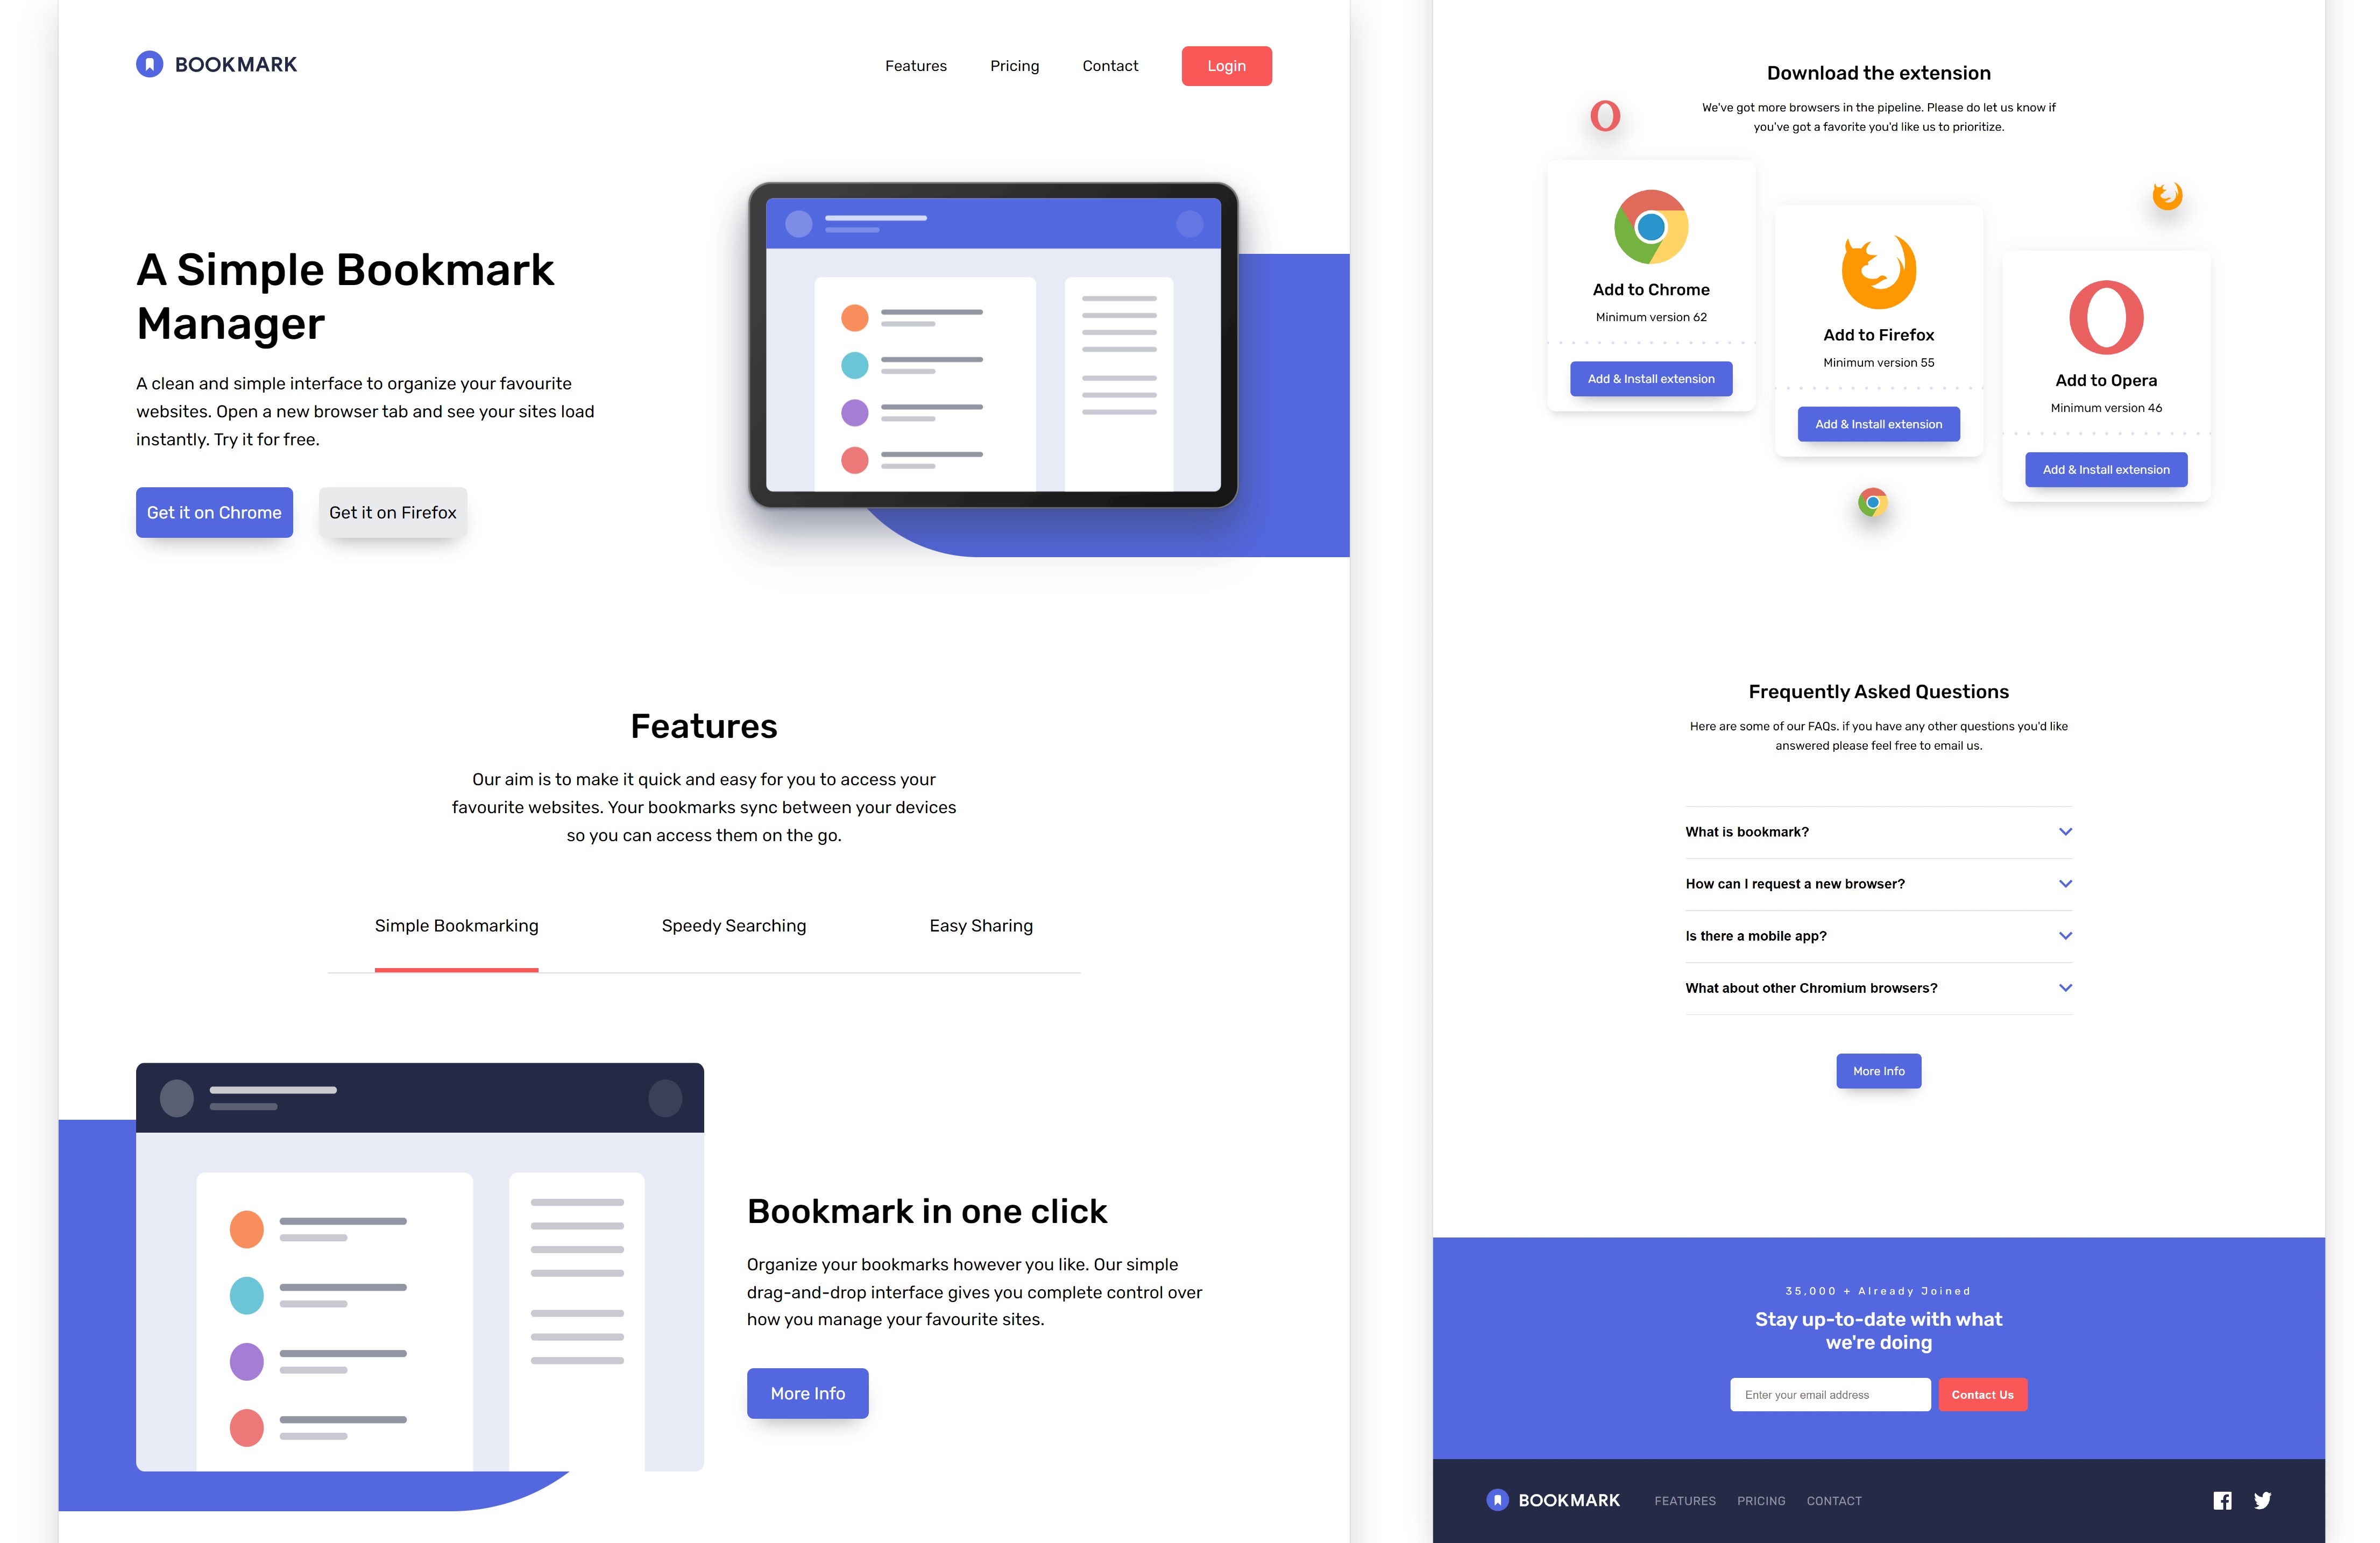 BOOKMARK
Features
Pricing
Contact
Login
A Simple Bookmark
Manager
A clean and simple interface to organize your favourite
websites. Open a new browser tab and see your sites load
instantly. Try it for free.
Get it on Chrome
Get it on Firefox
Features
Our aim is to make it quick and easy for you to access your
favourite websites. Your bookmarks sync between your devices
so you can access them on the go.
Simple Bookmarking
Speedy Searching
Easy Sharing
Bookmark in one click
Organize your bookmarks however you like. Our simple
drag-and-drop interface gives you complete control over
how you manage your favourite sites.
More Info
Download the extension
We've got more browsers in the pipeline. Please do let us know if
you've got a favorite you'd like us to prioritize.
Add to Chrome
Minimum version 62
Add & Install extension
Add to Firefox
Minimum version 55
Add & Install extension
Add to Opera
Minimum version 46
Add & Install extension
Frequently Asked Questions
Here are some of our FAQs. if you have any other questions you'd like
answered please feel free to email us.
What is bookmark?
How can I request a new browser?
Is there a mobile app?
What about other Chromium browsers?
More Info
35,000 + Already Joined
Stay up-to-date with what
we're doing
Enter your email address
Contact Us
BOOKMARK
FEATURES
PRICING
CONTACT